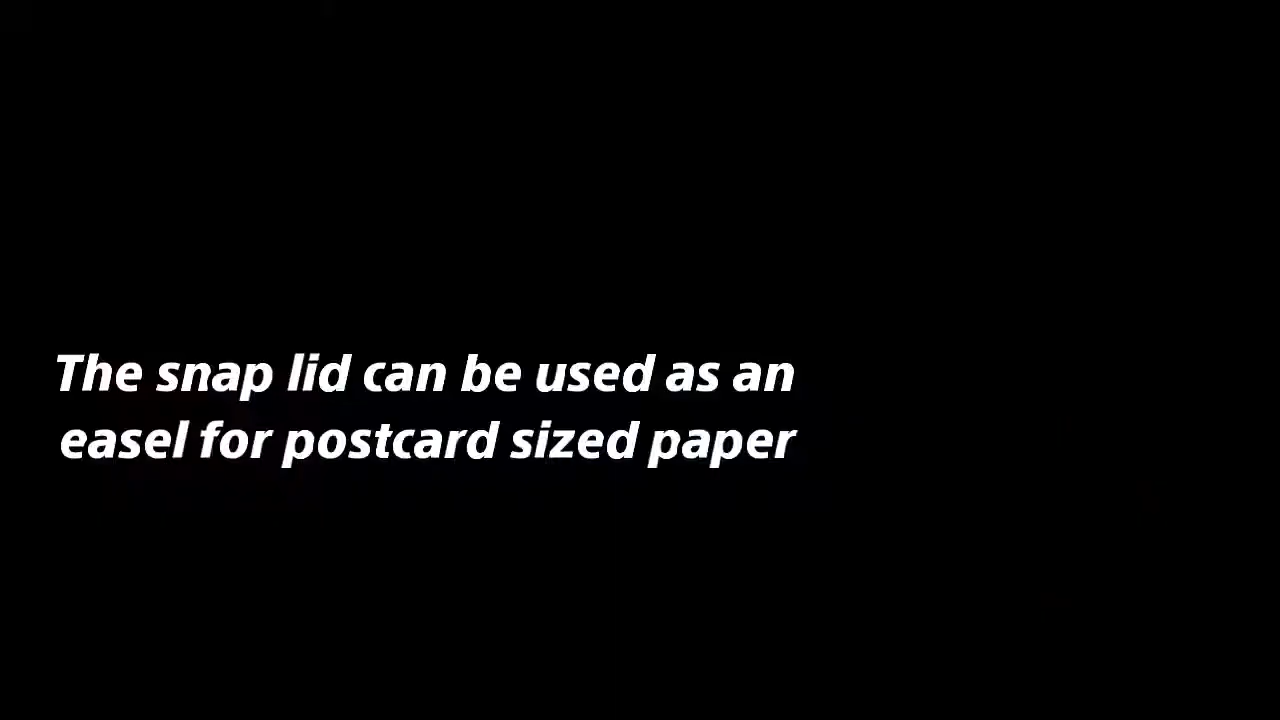 The snap lid can be used as an
easel for postcard sized paper